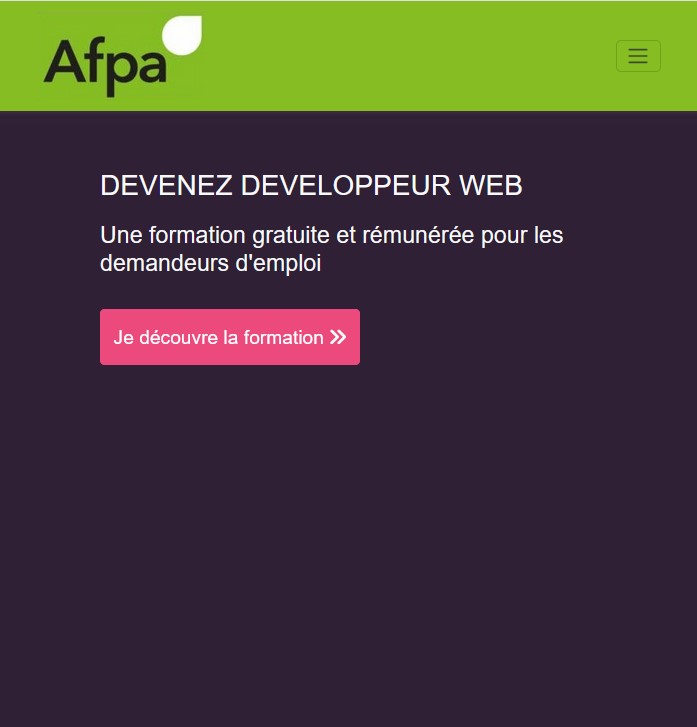 Afpa
DEVENEZ DEVELOPPEUR WEB
Une formation gratuite et rémunérée pour les
demandeurs d'emploi
Je découvre la formation